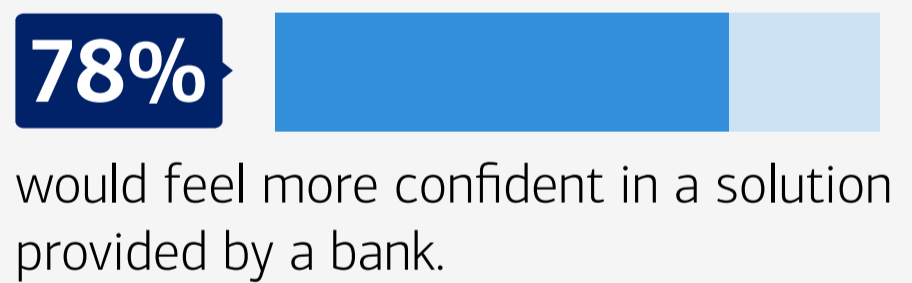 78%
would feel more confident in a solution
provided by a bank.